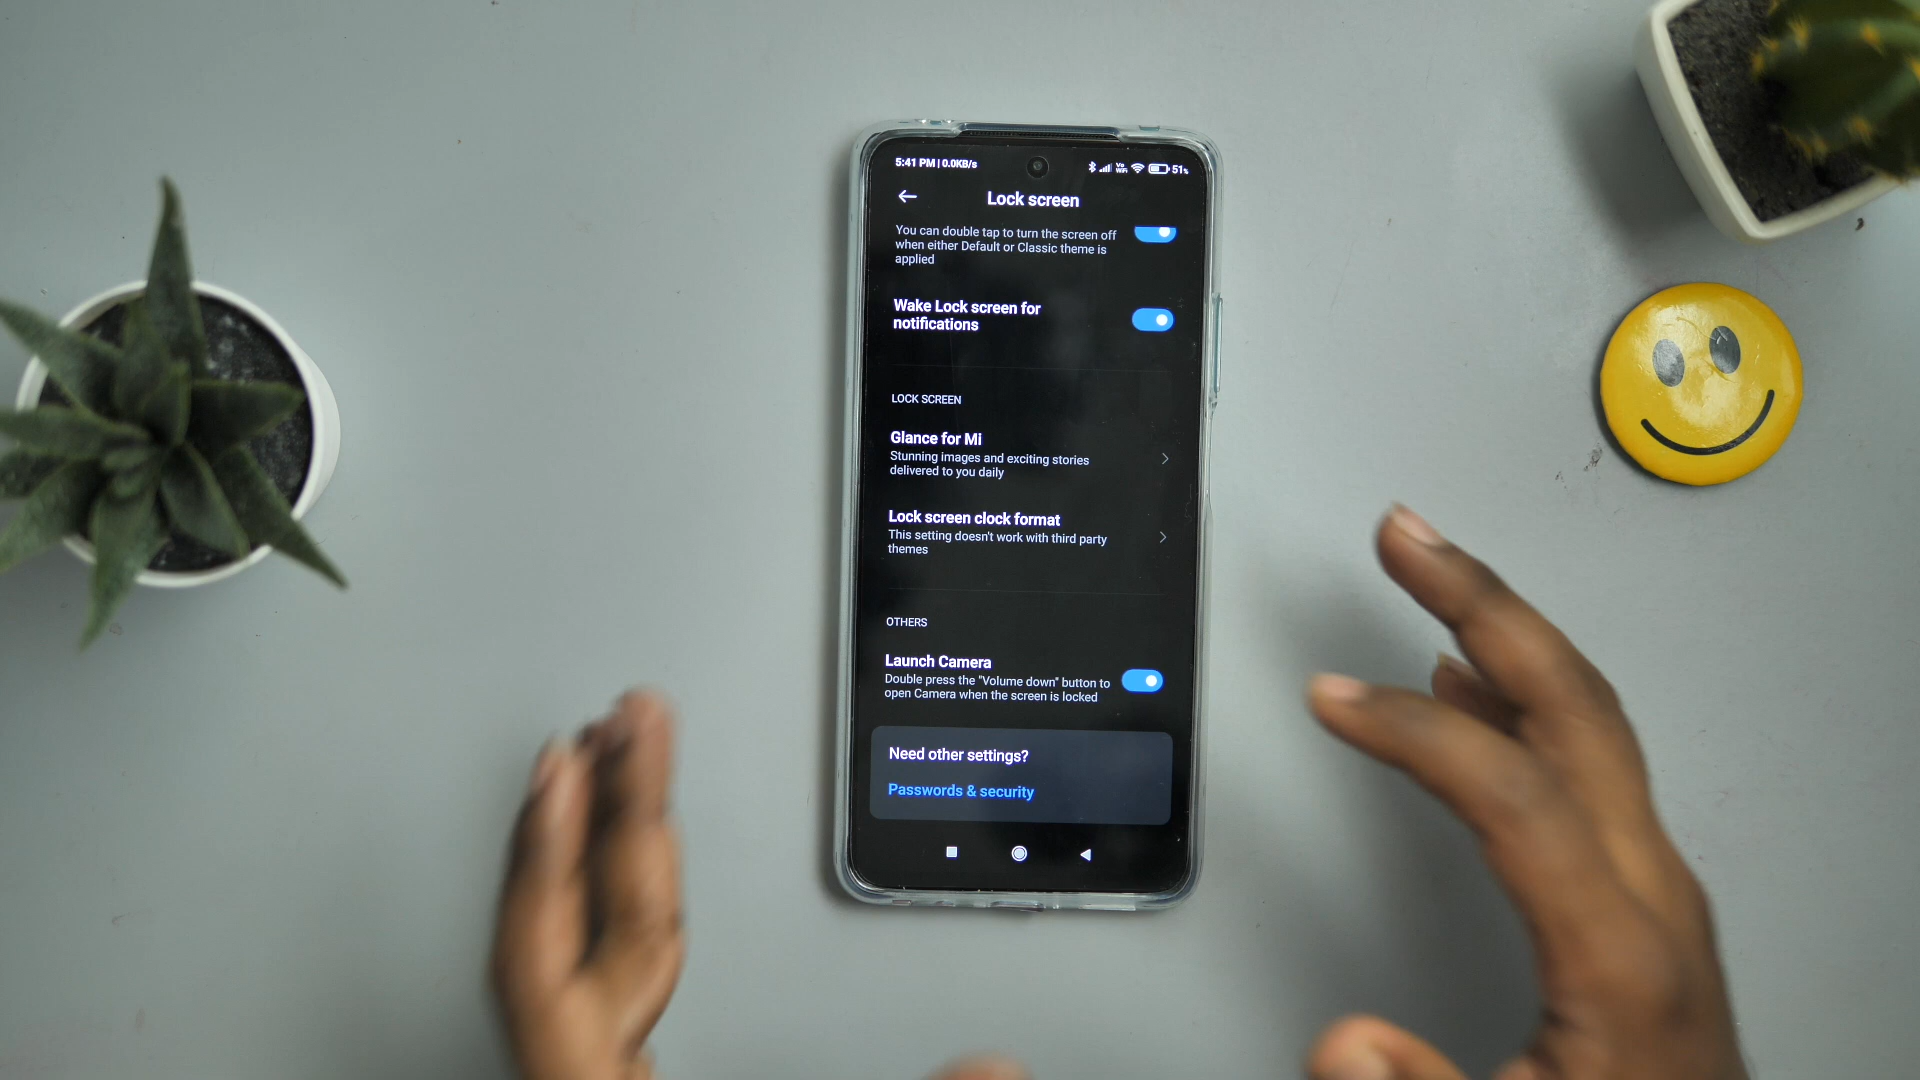 5:41 PM | 0.0KB/s
Vo
WiFi
51%
Lock screen
You can double tap to turn the screen off
when either Default or Classic theme is
applied
Wake Lock screen for
notifications
LOCK SCREEN
Glance for Mi
Stunning images and exciting stories
delivered to you daily
Lock screen clock format
This setting doesn't work with third party
themes
OTHERS
Launch Camera
Double press the "Volume down" button to
open Camera when the screen is locked
Need other settings?
Passwords & security